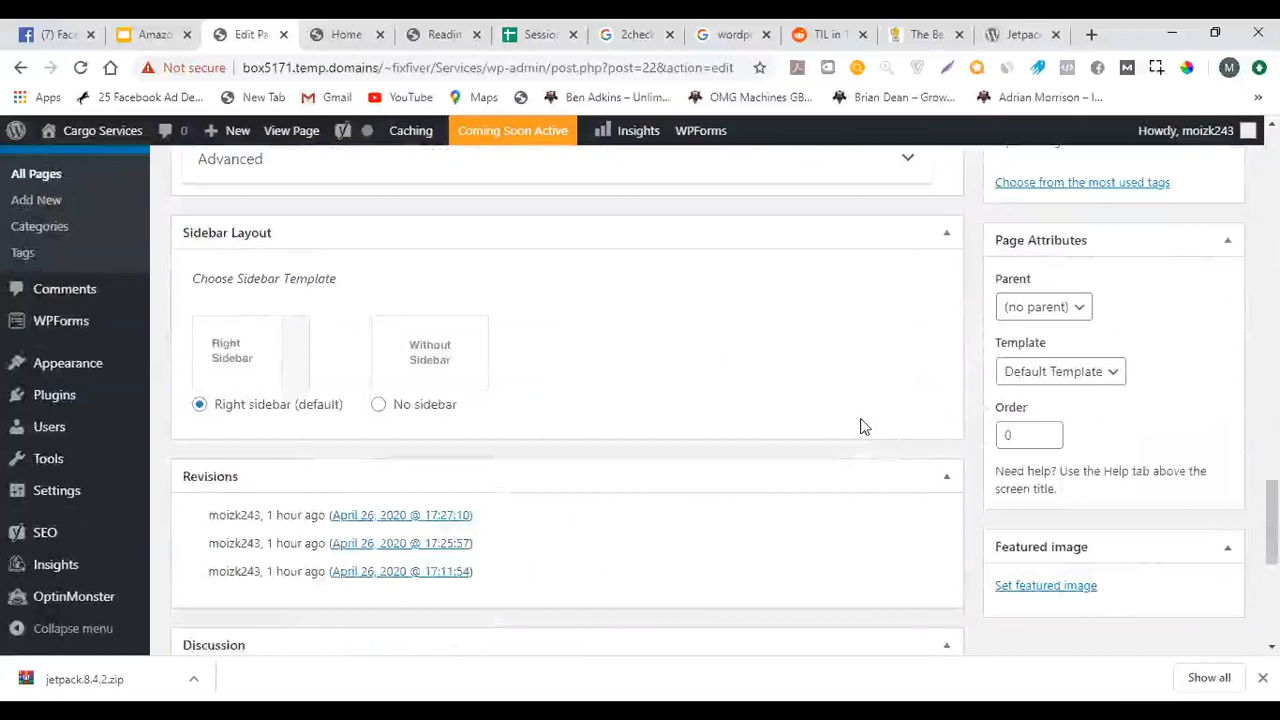 (7) Face
Amazo
Edit Pa
Home
Readin
Session
2check
wordp
TIL in 1
The Ba
Jetpac
Not secure
box5171.temp.domains/~fixfiver/Services/wp-admin/post.php?post=22&action=edit
Apps
25 Facebook Ad De...
New Tab
Gmail
YouTube
Maps
Ben Adkins – Unlim...
OMG Machines GB...
Brian Dean – Grow...
Adrian Morrison – I...
Cargo Services
0
New
View Page
Caching
Coming Soon Active
Insights
WPForms
Howdy, moizk243
All Pages
Add New
Categories
Tags
Comments
WPForms
Appearance
Plugins
Users
Tools
Settings
SEO
Insights
OptinMonster
Collapse menu
Advanced
Sidebar Layout
Choose Sidebar Template
Right
Sidebar
Without
Sidebar
Right sidebar (default)
No sidebar
Revisions
moizk243, 1 hour ago (April 26, 2020 @ 17:27:10)
moizk243, 1 hour ago (April 26, 2020 @ 17:25:57)
moizk243, 1 hour ago (April 26, 2020 @ 17:11:54)
Discussion
Choose from the most used tags
Page Attributes
Parent
(no parent)
Template
Default Template
Order
0
Need help? Use the Help tab above the
screen title.
Featured image
Set featured image
jetpack.8.4.2.zip
Show all